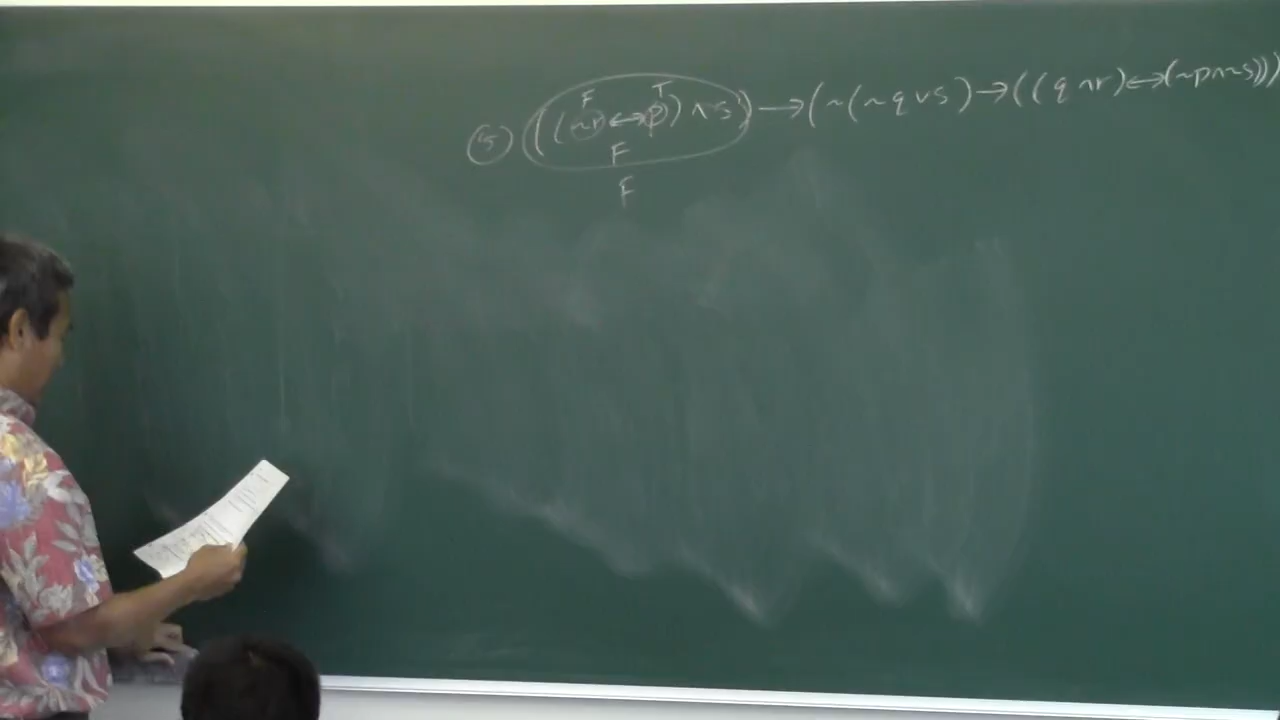 F T
⑤ (((~r)↔p)∧s)→(~(~q∨s)→((q∧r)↔(~p∧~s)))
F
F